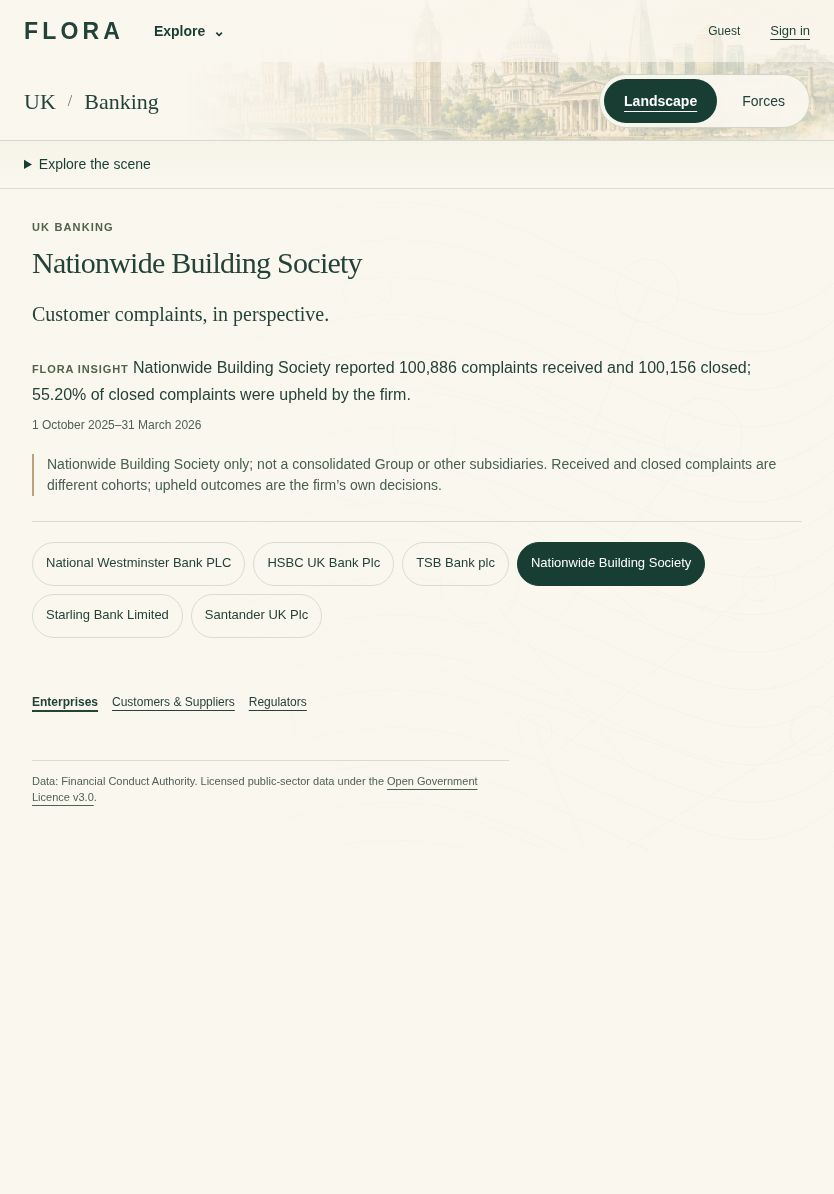 FLORA
Explore
Guest
Sign in
UK / Banking
Landscape
Forces
Explore the scene
UK BANKING
Nationwide Building Society
Customer complaints, in perspective.
FLORA INSIGHT Nationwide Building Society reported 100,886 complaints received and 100,156 closed;
55.20% of closed complaints were upheld by the firm.
1 October 2025–31 March 2026
Nationwide Building Society only; not a consolidated Group or other subsidiaries. Received and closed complaints are
different cohorts; upheld outcomes are the firm’s own decisions.
National Westminster Bank PLC
HSBC UK Bank Plc
TSB Bank plc
Nationwide Building Society
Starling Bank Limited
Santander UK Plc
Enterprises
Customers & Suppliers
Regulators
Data: Financial Conduct Authority. Licensed public-sector data under the Open Government
Licence v3.0.